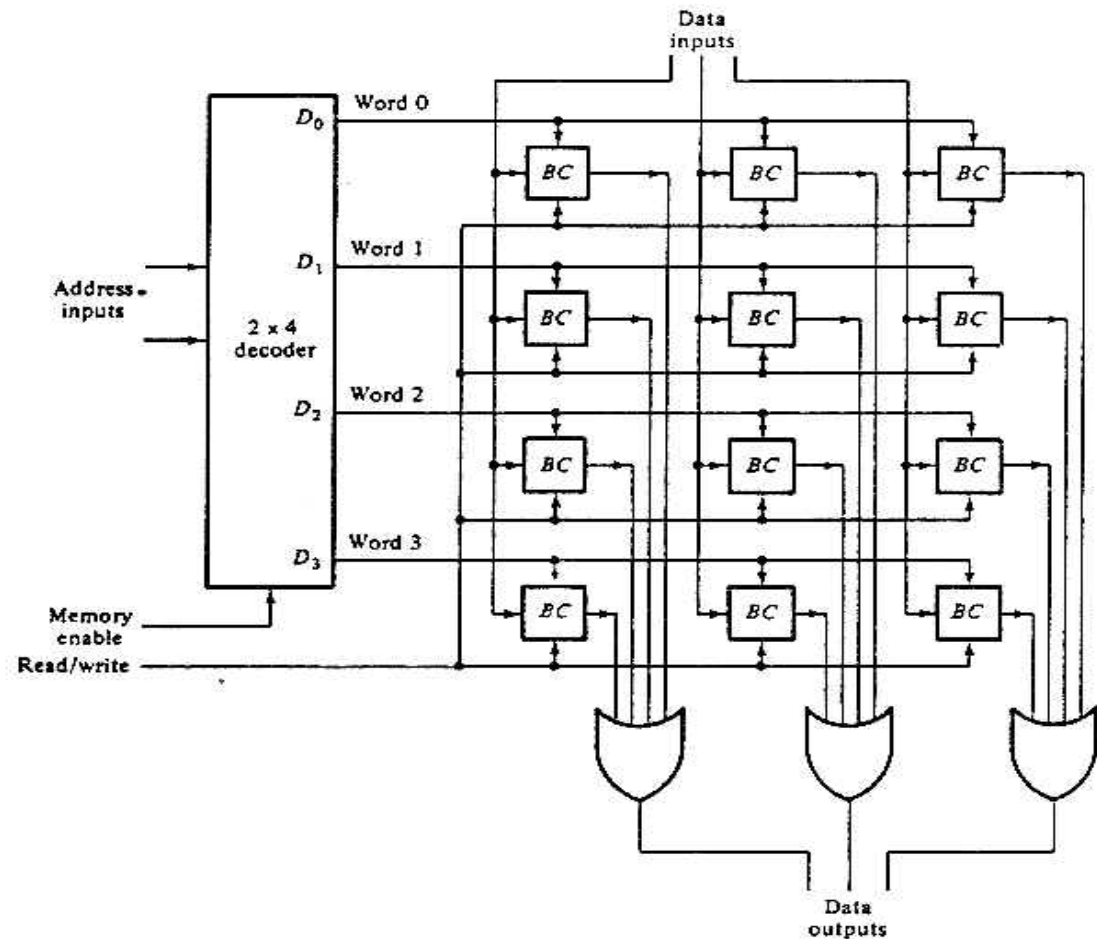 Data
inputs
Word 0
D0
BC BC BC
Word 1
D1
BC BC BC
Address
inputs
2 x 4
decoder
Word 2
D2
BC BC BC
Word 3
D3
BC BC BC
Memory
enable
Read/write
Data
outputs